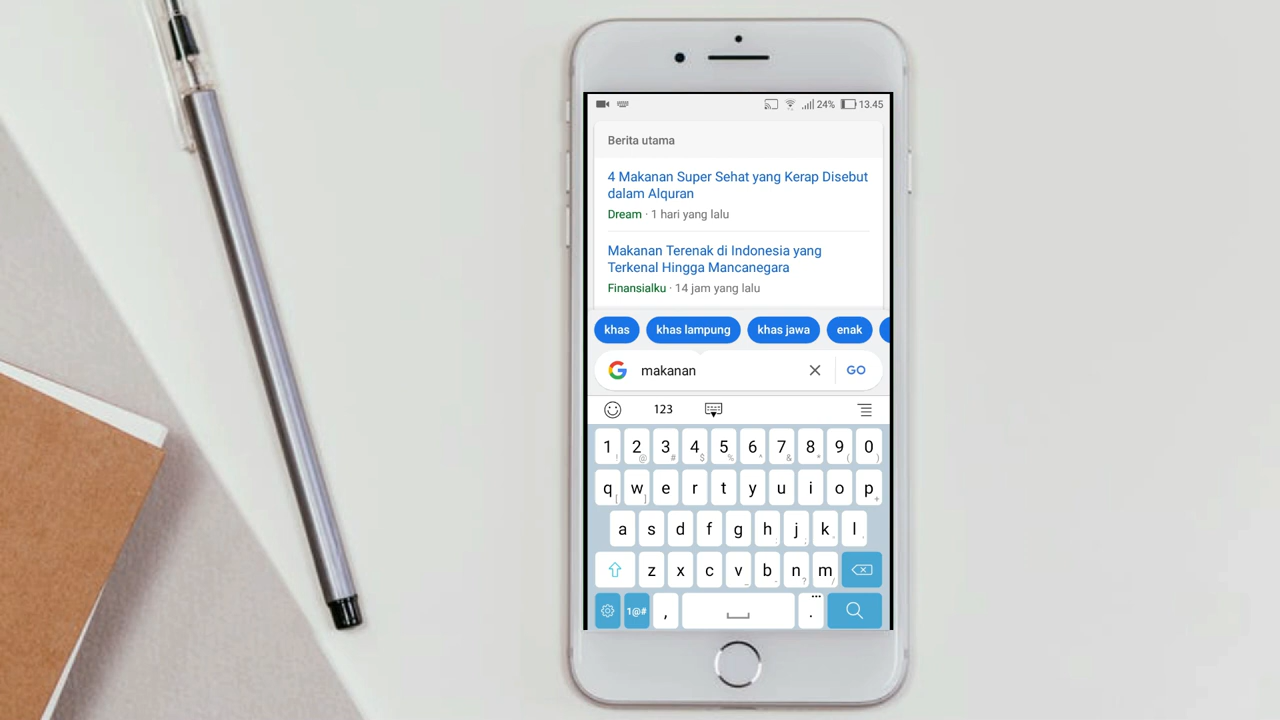 24% 13.45
Berita utama
4 Makanan Super Sehat yang Kerap Disebut
dalam Alquran
Dream · 1 hari yang lalu
Makanan Terenak di Indonesia yang
Terkenal Hingga Mancanegara
Finansialku · 14 jam yang lalu
khas khas lampung khas jawa enak
makanan GO
123
1 2 3 4 5 6 7 8 9 0
! @ # $ % ^ & * ( )
q w e r t y u i o p
[ ] +
a s d f g h j k l
z x c v b n m
_ ? /
1@# , . ...